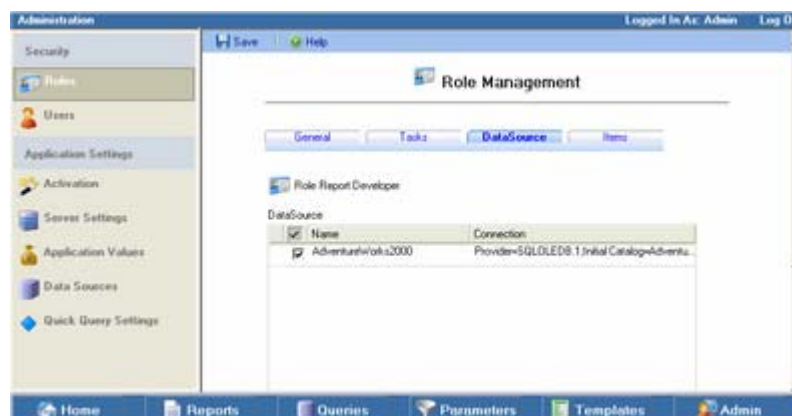 Administration
Logged In As: Admin Log O
Save Help
Security
Roles
Users
Application Settings
Activation
Server Settings
Application Values
Data Sources
Quick Query Settings
Role Management
General Tasks DataSource Items
Role Report Developer
DataSource
Name Connection
AdventureWorks2000 Provider=SQLOLEDB.1;Initial Catalog=Adventu...
Home Reports Queries Parameters Templates Admin